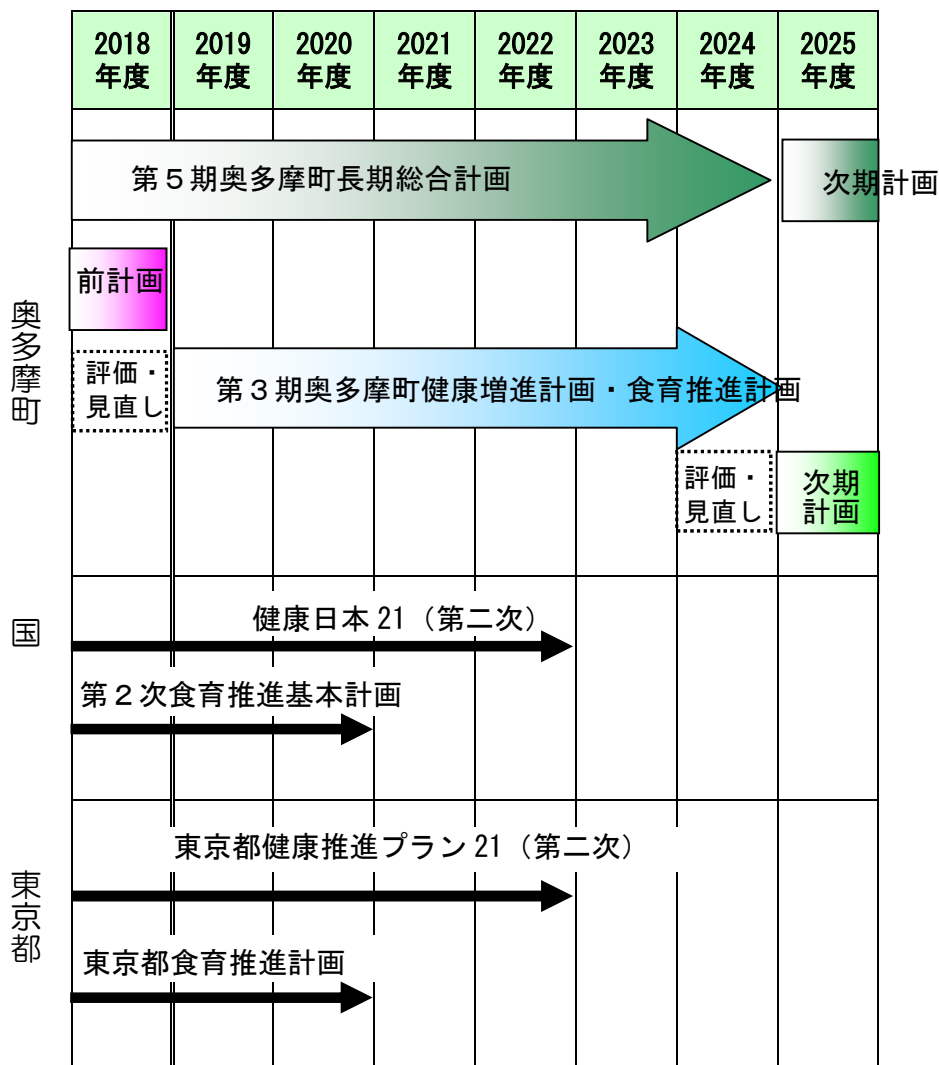 2018
年度
2019
年度
2020
年度
2021
年度
2022
年度
2023
年度
2024
年度
2025
年度
奥多摩町
第５期奥多摩町長期総合計画
次期計画
前計画
評価・
見直し
第３期奥多摩町健康増進計画・食育推進計画
評価・
見直し
次期
計画
国
健康日本 21（第二次）
第２次食育推進基本計画
東京都
東京都健康推進プラン 21（第二次）
東京都食育推進計画